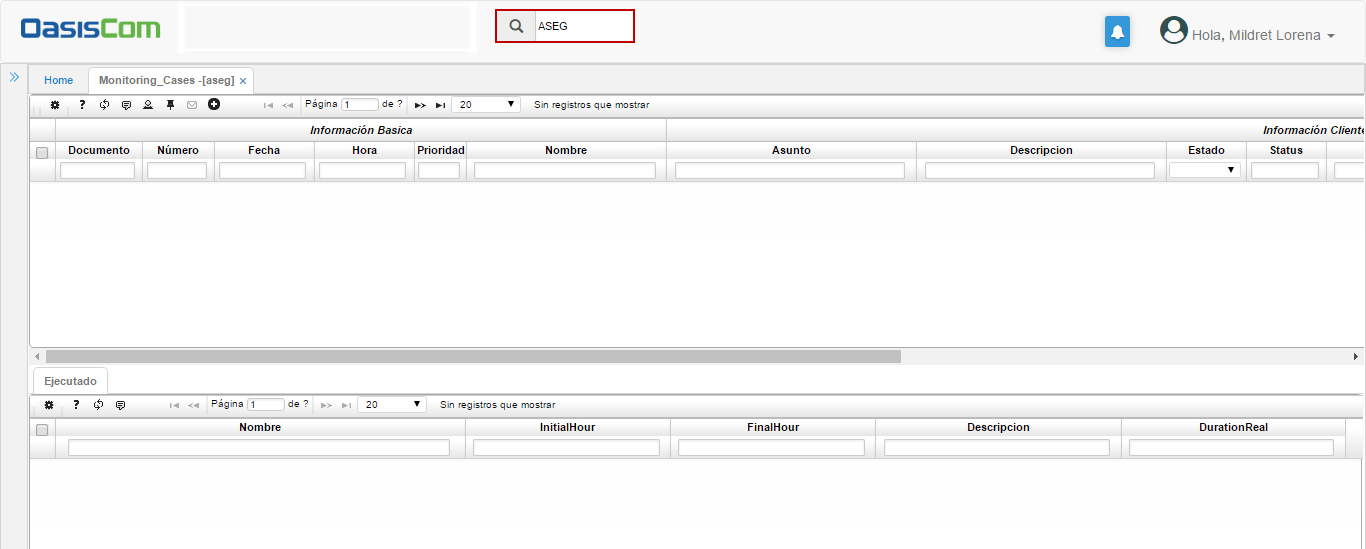 OasisCom ASEG Hola, Mildret Lorena
Home Monitoring_Cases -[aseg] x
? Página 1 de ? 20 Sin registros que mostrar
Información Basica Información Cliente
Documento Número Fecha Hora Prioridad Nombre Asunto Descripcion Estado Status
Ejecutado
? Página 1 de ? 20 Sin registros que mostrar
Nombre InitialHour FinalHour Descripcion DurationReal